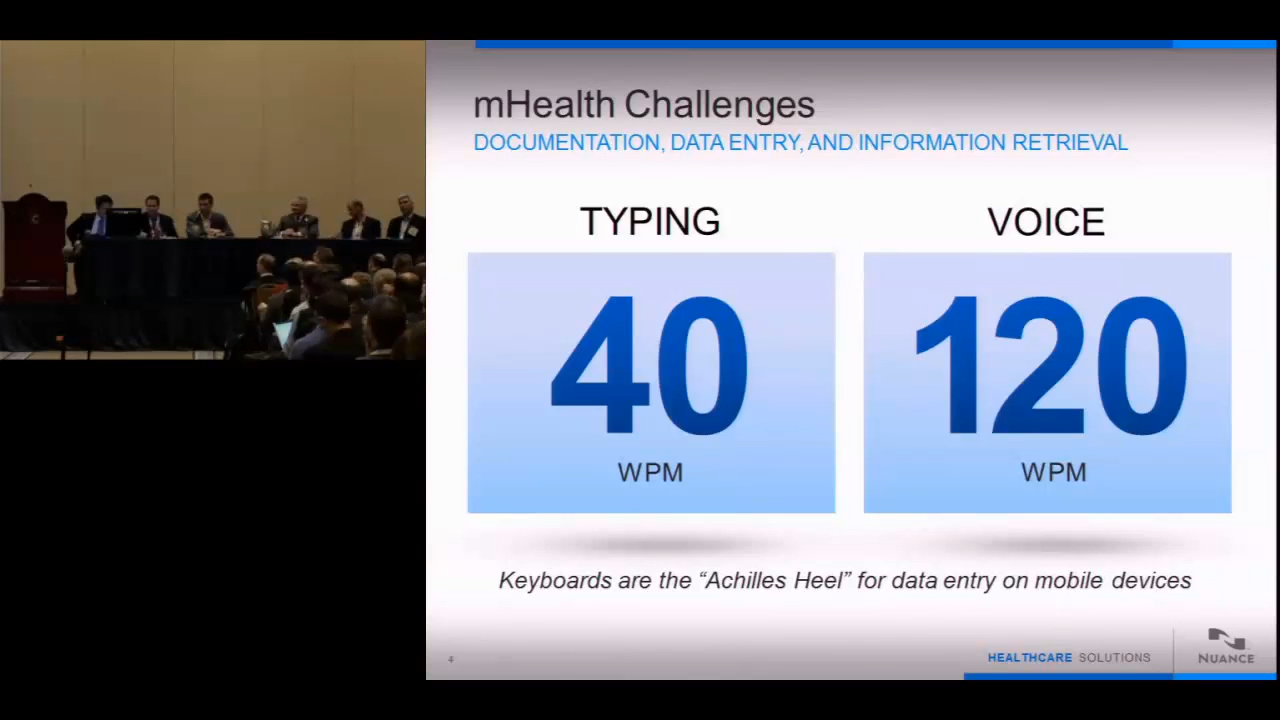 mHealth Challenges
DOCUMENTATION, DATA ENTRY, AND INFORMATION RETRIEVAL
TYPING
VOICE
40
120
WPM
WPM
Keyboards are the “Achilles Heel” for data entry on mobile devices
4
HEALTHCARE SOLUTIONS
NUANCE